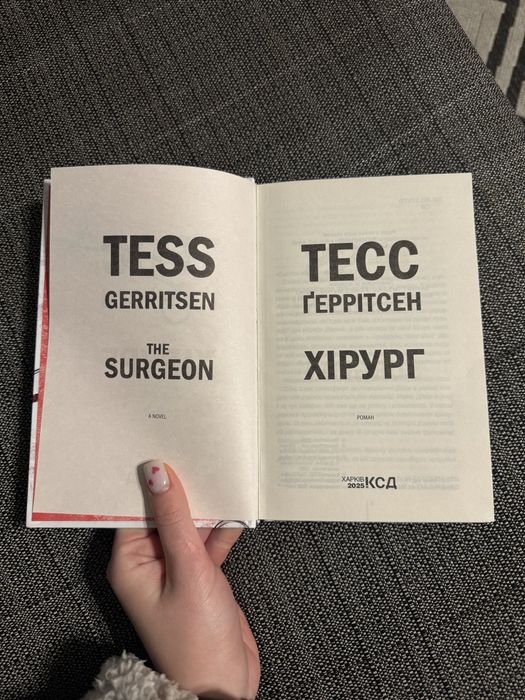 TESS
GERRITSEN
THE
SURGEON
A NOVEL
ТЕСС
ҐЕРРІТСЕН
ХІРУРГ
РОМАН
ХАРКІВ
2025 КСД